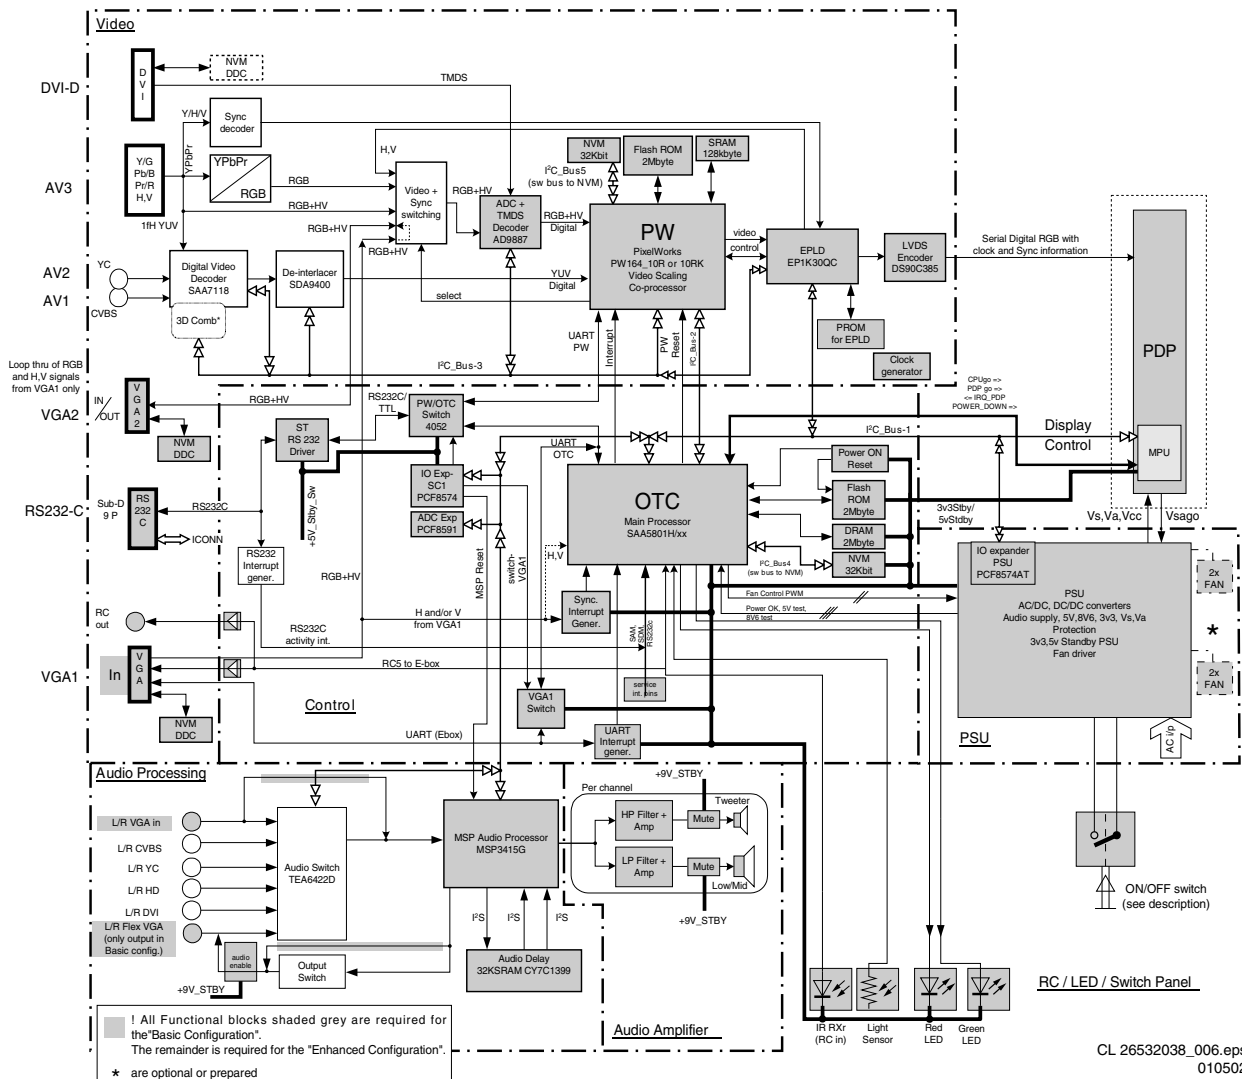 Video
DVI-D
D
V
I
NVM
DDC
TMDS
Y/H/V
Sync
decoder
YPbPr
AV3
Y/G
Pb/B
Pr/R
H,V
YPbPr
RGB
RGB
H,V
RGB+HV
1fH YUV
RGB+HV
RGB+HV
Video +
Sync
switching
RGB+HV
ADC +
TMDS
Decoder
AD9887
RGB+HV
Digital
NVM
32Kbit
I²C_Bus5
(sw bus to NVM)
Flash ROM
2Mbyte
SRAM
128kbyte
PW
PixelWorks
PW164_10R or 10RK
Video Scaling
Co-processor
video
control
EPLD
EP1K30QC
LVDS
Encoder
DS90C385
Serial Digital RGB with
clock and Sync information
PROM
for EPLD
Clock
generator
AV2
AV1
YC
CVBS
Digital Video
Decoder
SAA7118
3D Comb*
De-interlacer
SDA9400
YUV
Digital
select
UART
PW
Interrupt
PW
Reset
I²C_Bus-2
I²C_Bus-3
PDP
MPU
CPUgo =>
PDP go =>
<= IRQ_PDP
POWER_DOWN =>
Display
Control
I²C_Bus-1
Loop thru of RGB
and H,V signals
from VGA1 only
VGA2
IN
/OUT
V
G
A
2
NVM
DDC
RGB+HV
RS232C/
TTL
PW/OTC
Switch
4052
ST
RS 232
Driver
+5V_Stby_Sw
IO Exp-
SC1
PCF8574
ADC Exp
PCF8591
UART
OTC
OTC
Main Processor
SAA5801H/xx
Power ON
Reset
Flash
ROM
2Mbyte
DRAM
2Mbyte
NVM
32Kbit
I²C_Bus4
(sw bus to NVM)
3v3Stby/
5vStdby
Vs,Va,Vcc
Vsago
RS232-C
Sub-D
9 P
RS
232
C
RS232C
ICONN
RS232
Interrupt
gener.
RGB+HV
MSP Reset
switch-
VGA1
H,V
Sync.
Interrupt
Gener.
H and/or V
from VGA1
SAM,
SDM,
RS232c
Fan Control PWM
Power OK, 5V test,
8V6 test
IO expander
PSU
PCF8574AT
PSU
AC/DC, DC/DC converters
Audio supply, 5V,8V6, 3v3, Vs,Va
Protection
3v3,5v Standby PSU
Fan driver
2x
FAN
*
2x
FAN
RC
out
RS232C
activity int.
RC5 to E-box
VGA1
In
V
G
A
NVM
DDC
Control
VGA1
Switch
service
int. pins
UART (Ebox)
UART
Interrupt
gener.
PSU
AC i/p
Audio Processing
L/R VGA in
L/R CVBS
L/R YC
L/R HD
L/R DVI
L/R Flex VGA
(only output in
Basic config.)
Audio Switch
TEA6422D
MSP Audio Processor
MSP3415G
audio
enable
Output
Switch
+9V_STBY
I²S
I²S
I²S
Audio Delay
32KSRAM CY7C1399
+9V_STBY
Per channel
HP Filter +
Amp
Mute
Tweeter
LP Filter +
Amp
Mute
Low/Mid
+9V_STBY
Audio Amplifier
ON/OFF switch
(see description)
RC / LED / Switch Panel
IR RXr
(RC in)
Light
Sensor
Red
LED
Green
LED
! All Functional blocks shaded grey are required for
the"Basic Configuration".
The remainder is required for the "Enhanced Configuration".
* are optional or prepared
CL 26532038_006.eps
010502